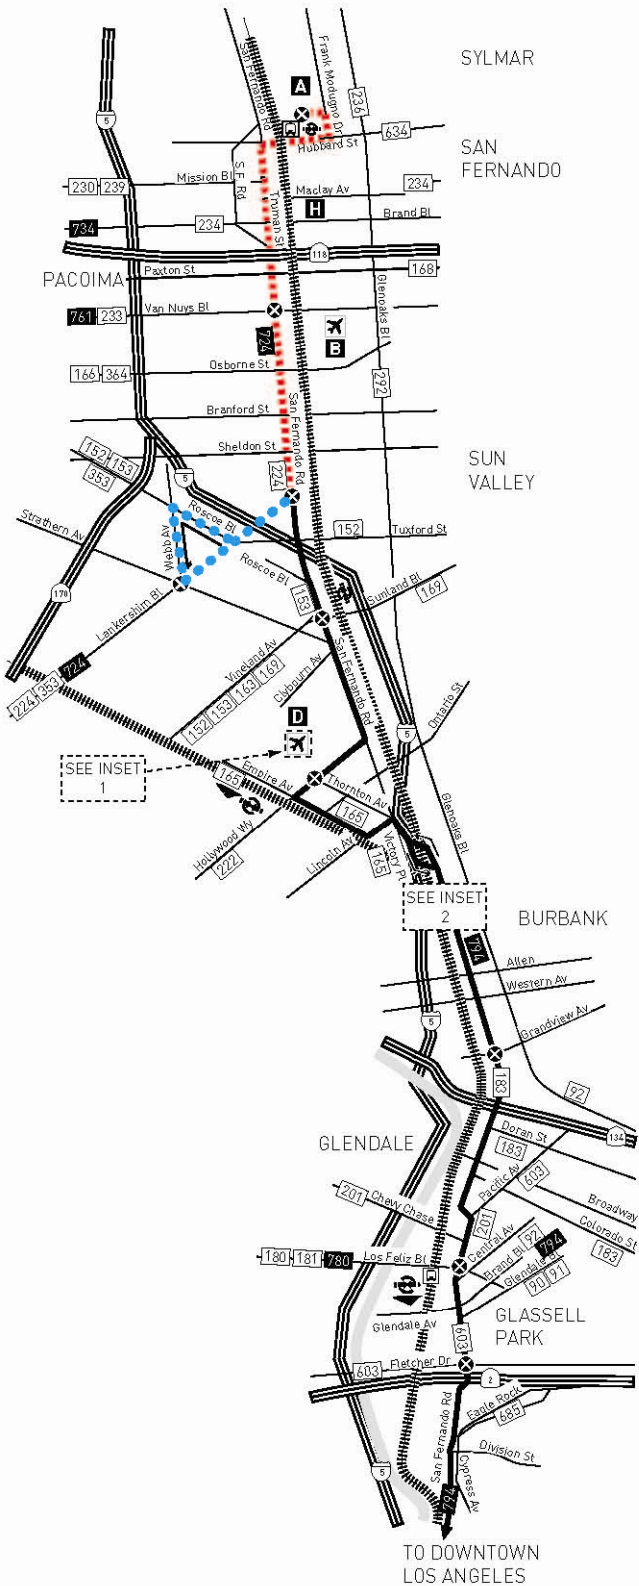 SYLMAR
San Fernando Rd
Frank Modugno Dr
A
236
5
634
Hubbard St
SAN
FERNANDO
S.F. Rd
230
239
Mission Bl
Truman St
Maclay Av
234
H
734
234
Brand Bl
118
PACOIMA
Paxton St
168
Glenoaks Bl
761
233
Van Nuys Bl
724
B
166
364
Osborne St
292
Branford St
San Fernando Rd
Sheldon St
SUN
VALLEY
152
153
353
5
224
Roscoe Bl
152
Tuxford St
Strathern Av
Webb Av
Roscoe Bl
170
153
Sunland Bl
169
Lankershim Bl
San Fernando Rd
224
353
724
Vineland Av
Clybourn Av
152
153
163
169
Ontario St
D
5
SEE INSET
1
165
Empire Av
Thornton Av
165
Glenoaks Bl
Hollywood Wy
222
Lincoln Av
165
Victory Pl
SEE INSET
2
BURBANK
794
Allen
Western Av
5
Grandview Av
183
92
134
GLENDALE
Doran St
183
Pacific Av
603
Broadway
201
Chevy Chase
201
Colorado St
183
180
181
780
Los Feliz Bl
Central Av
Brand Bl
92
794
Glendale Bl
90
91
Glendale Av
GLASSELL
PARK
603
603
Fletcher Dr
2
San Fernando Rd
Eagle Rock
685
Division St
5
Cypress Av
794
TO DOWNTOWN
LOS ANGELES